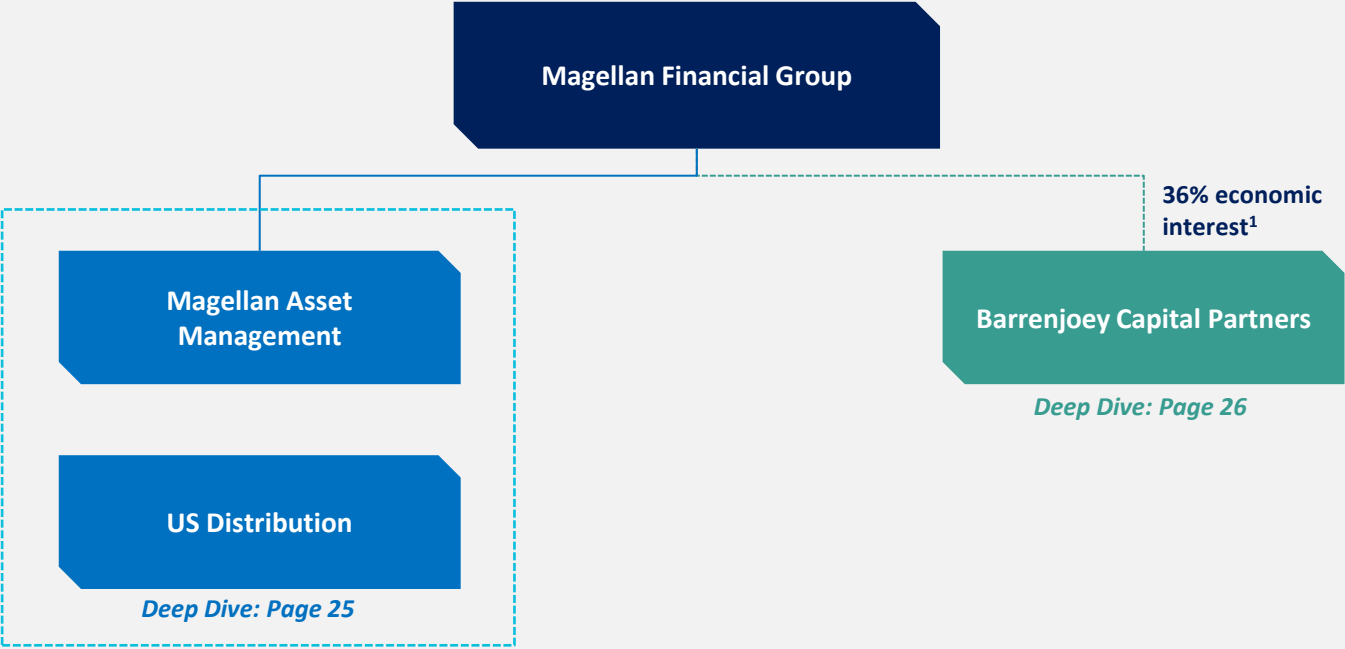 Magellan Financial Group
36% economic
interest¹
Magellan Asset
Management
Barrenjoey Capital Partners
Deep Dive: Page 26
US Distribution
Deep Dive: Page 25